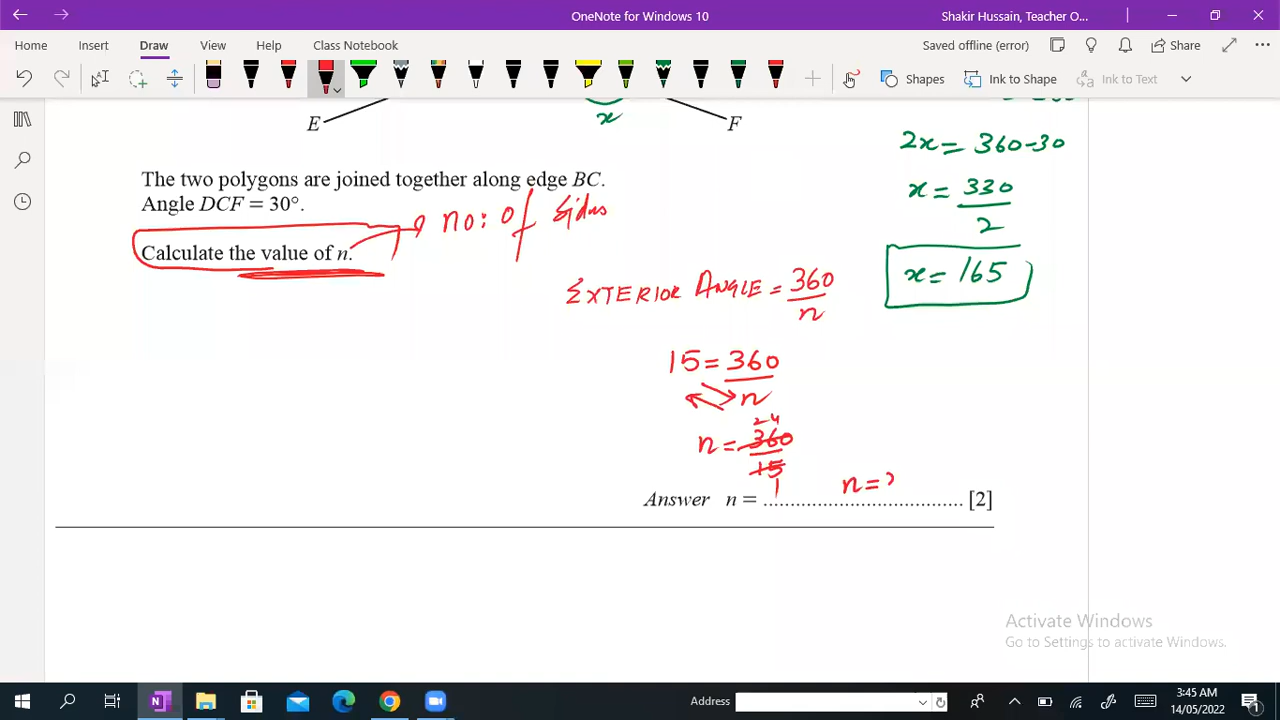 OneNote for Windows 10
Shakir Hussain, Teacher O...
Home Insert Draw View Help Class Notebook
Saved offline (error) Share
Shapes Ink to Shape Ink to Text
E x F
2x = 360-30
The two polygons are joined together along edge BC.
x = 330
2
Angle DCF = 30°.
no: of Sides
Calculate the value of n.
x = 165
EXTERIOR ANGLE = 360
n
15 = 360
n
24
n = 360
15
1
n =
Answer n = ........................................ [2]
Activate Windows
Go to Settings to activate Windows.
Address
3:45 AM
14/05/2022
1